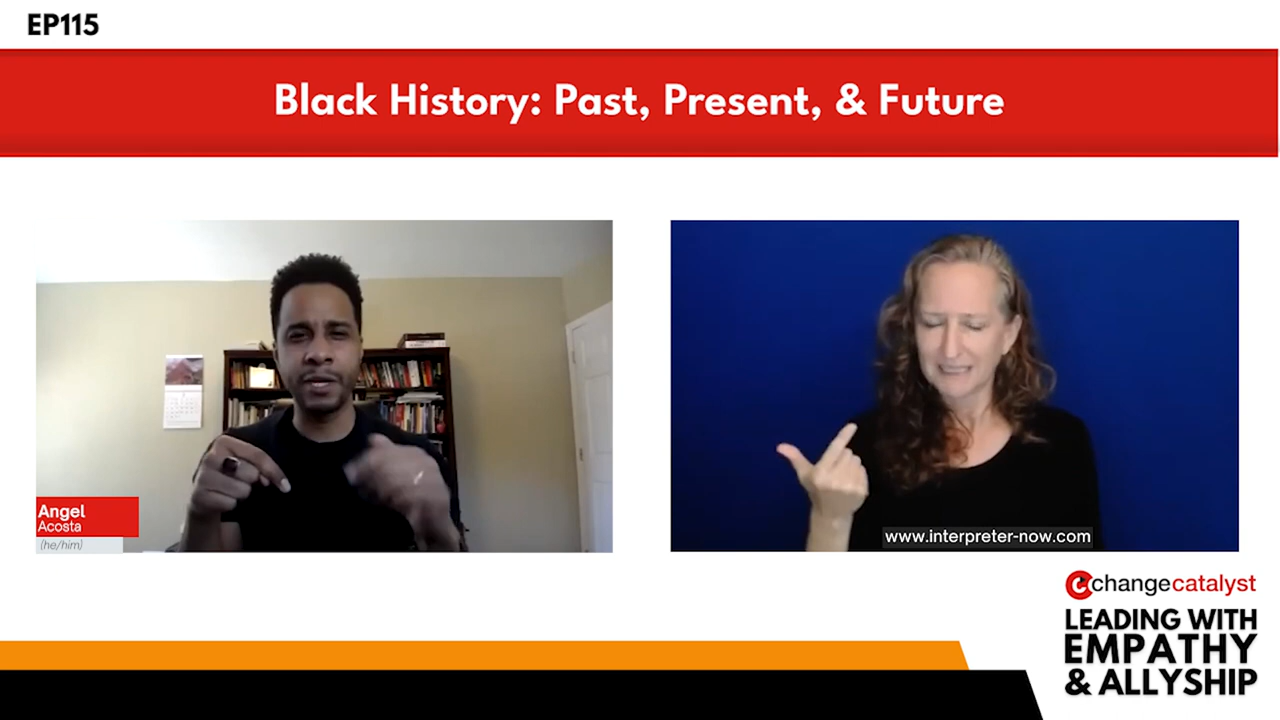 EP115
Black History: Past, Present, & Future
Angel
Acosta
(he/him)
www.interpreter-now.com
changecatalyst
LEADING WITH
EMPATHY
& ALLYSHIP